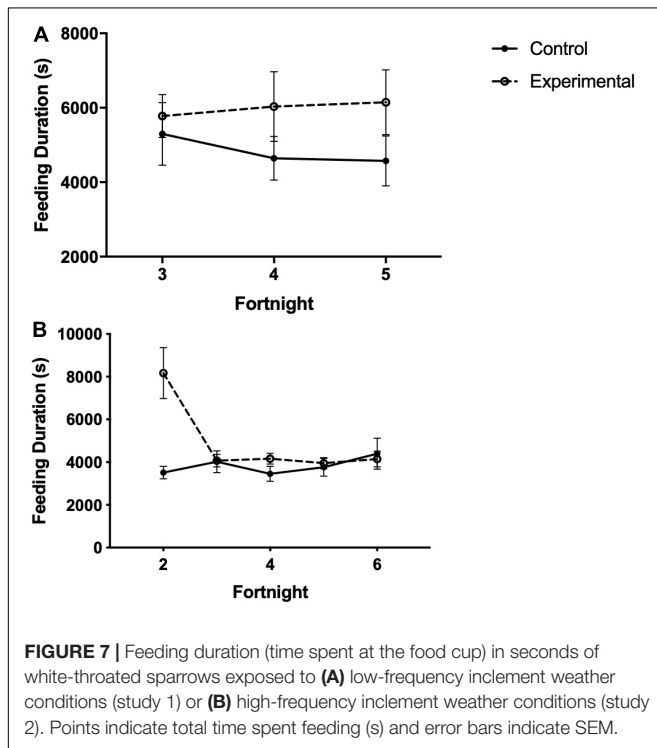 A
8000
6000
4000
2000
Feeding Duration (s)
3 4 5
Fortnight
Control
Experimental
B
10000
8000
6000
4000
2000
0
Feeding Duration (s)
2 4 6
Fortnight
FIGURE 7 | Feeding duration (time spent at the food cup) in seconds of
white-throated sparrows exposed to (A) low-frequency inclement weather
conditions (study 1) or (B) high-frequency inclement weather conditions (study
2). Points indicate total time spent feeding (s) and error bars indicate SEM.